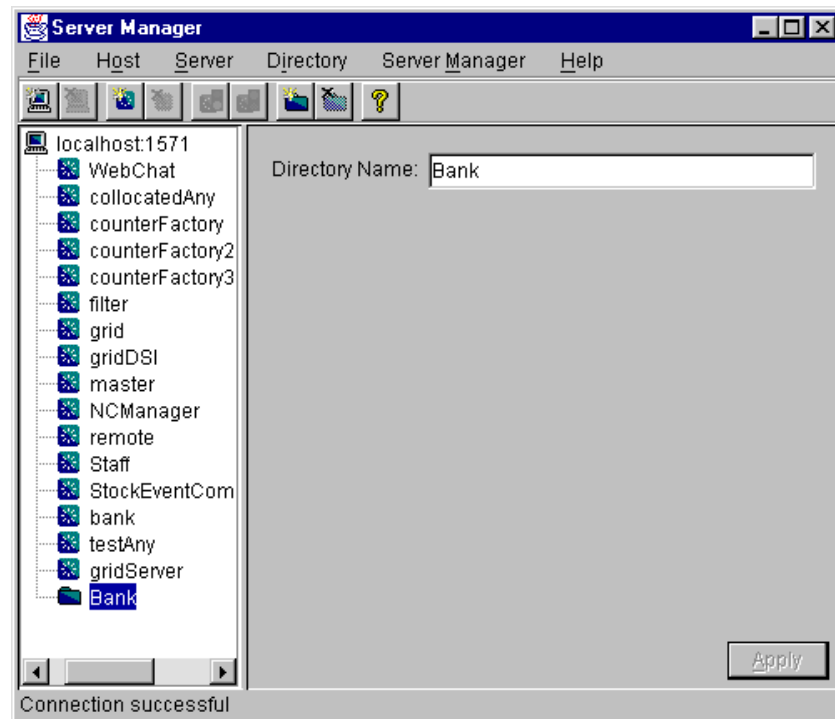 Server Manager
File Host Server Directory Server Manager Help
localhost:1571
WebChat
collocatedAny
counterFactory
counterFactory2
counterFactory3
filter
grid
gridDSI
master
NCManager
remote
Staff
StockEventCom
bank
testAny
gridServer
Bank
Directory Name: Bank
Apply
Connection successful